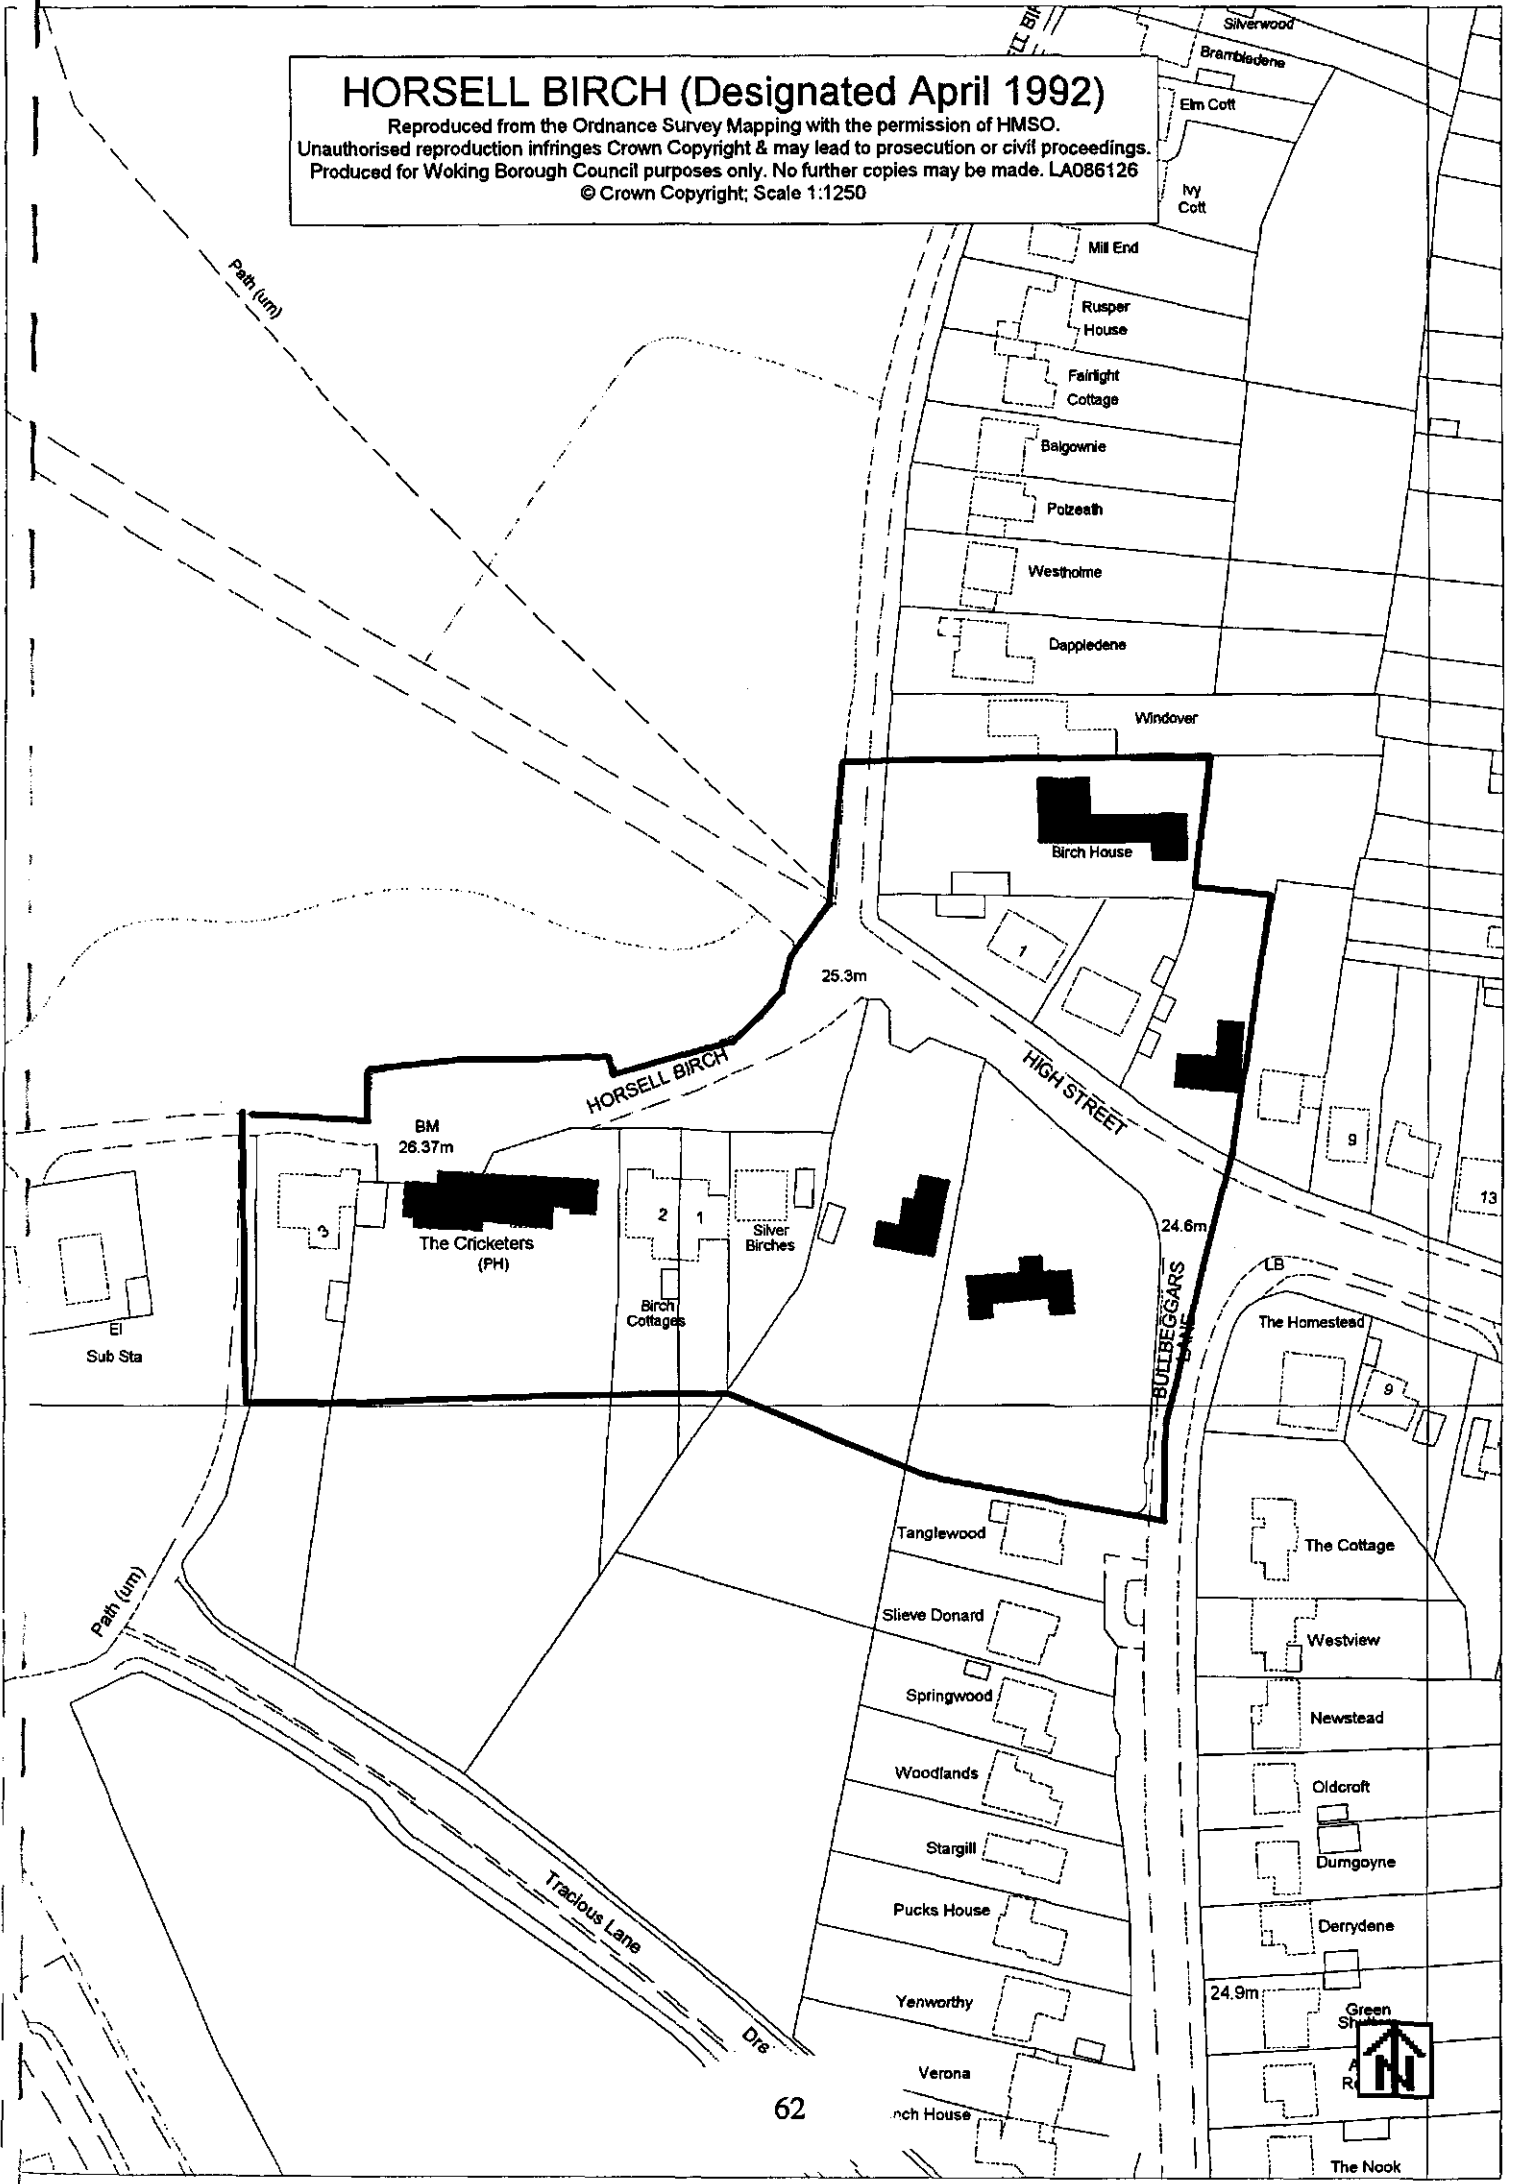 Silverwood
Brambledene
HORSELL BIRCH (Designated April 1992)
Reproduced from the Ordnance Survey Mapping with the permission of HMSO.
Unauthorised reproduction infringes Crown Copyright & may lead to prosecution or civil proceedings.
Produced for Woking Borough Council purposes only. No further copies may be made. LA086126
© Crown Copyright; Scale 1:1250
Elm Cott
Ivy
Cott
Mill End
Path (um)
Rusper
House
Fairlight
Cottage
Balgownie
Polzeath
Westholme
Dappledene
Windover
Birch House
1
25.3m
HORSELL BIRCH
HIGH STREET
BM
26.37m
9
13
3
The Cricketers
(PH)
2
1
Silver
Birches
24.6m
LB
Birch
Cottages
BULLBEGGARS
LANE
The Homestead
El
Sub Sta
9
Tanglewood
The Cottage
Path (um)
Slieve Donard
Westview
Springwood
Newstead
Woodlands
Oldcroft
Stargill
Dumgoyne
Tracious Lane
Pucks House
Derrydene
24.9m
Yenworthy
Green
Dra
Verona
N
62
nch House
The Nook